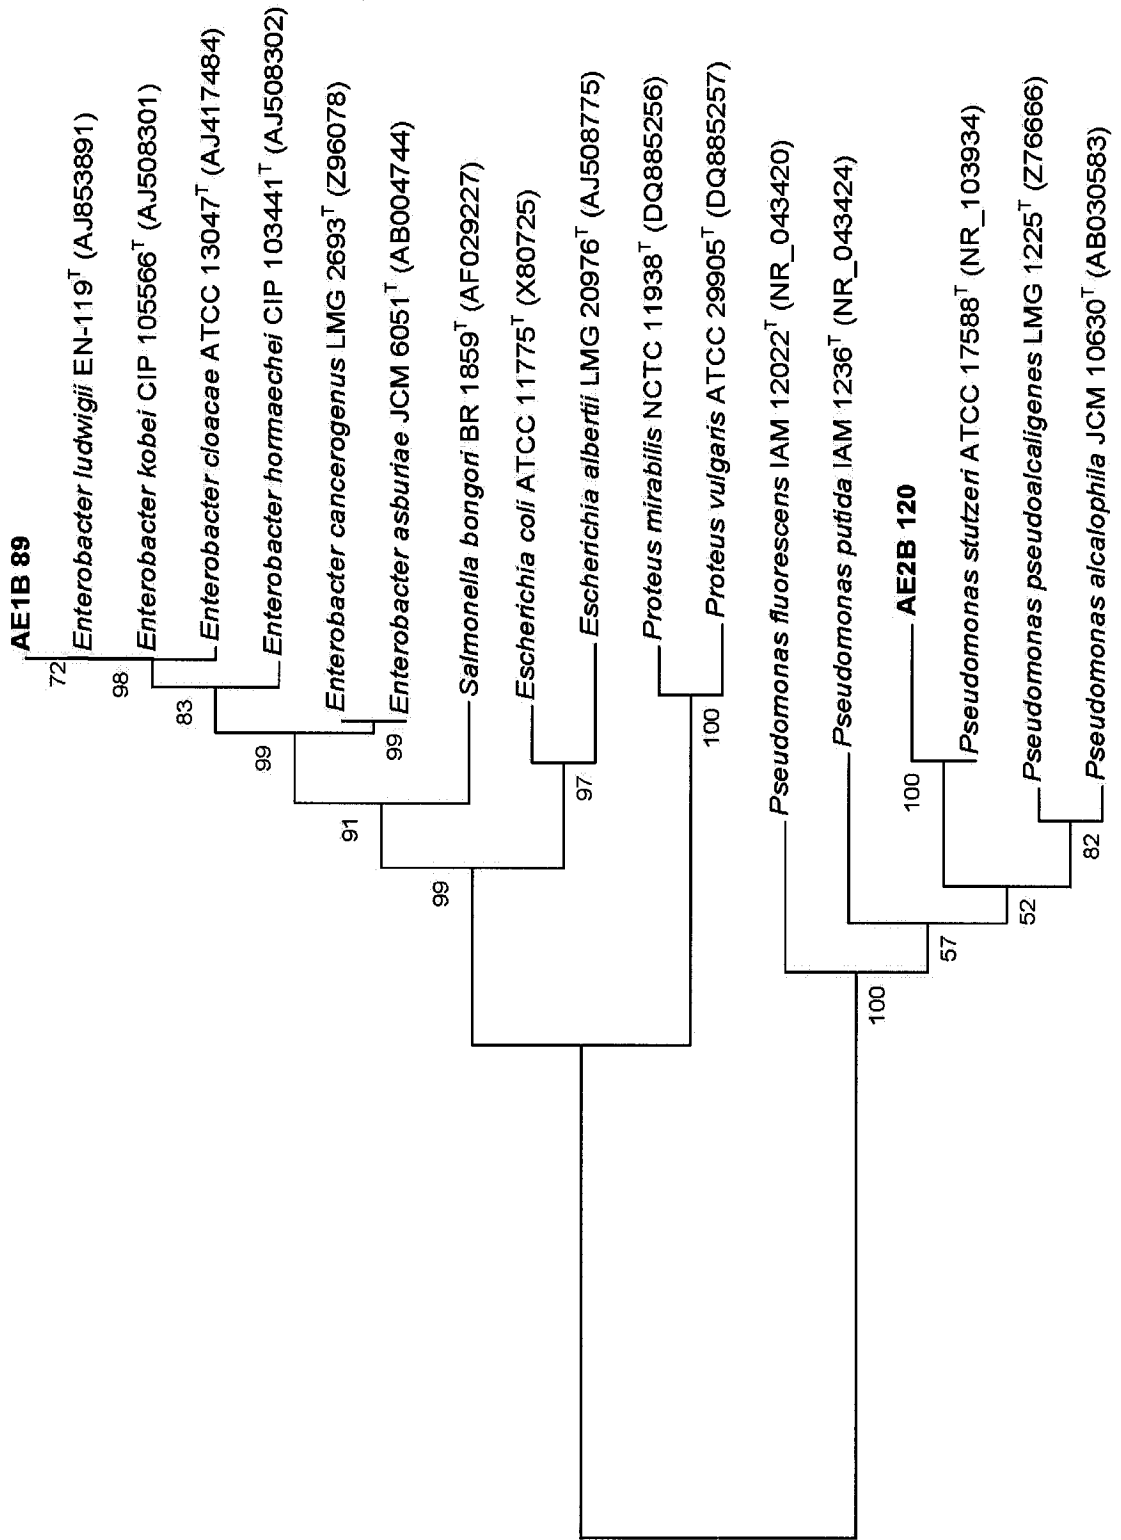 AE1B 89
Enterobacter ludwigii EN-119ᵀ (AJ853891)
Enterobacter kobei CIP 105566ᵀ (AJ508301)
Enterobacter cloacae ATCC 13047ᵀ (AJ417484)
Enterobacter hormaechei CIP 103441ᵀ (AJ508302)
Enterobacter cancerogenus LMG 2693ᵀ (Z96078)
Enterobacter asburiae JCM 6051ᵀ (AB004744)
Salmonella bongori BR 1859ᵀ (AF029227)
Escherichia coli ATCC 11775ᵀ (X80725)
Escherichia albertii LMG 20976ᵀ (AJ508775)
Proteus mirabilis NCTC 11938ᵀ (DQ885256)
Proteus vulgaris ATCC 29905ᵀ (DQ885257)
Pseudomonas fluorescens IAM 12022ᵀ (NR_043420)
Pseudomonas putida IAM 1236ᵀ (NR_043424)
AE2B 120
Pseudomonas stutzeri ATCC 17588ᵀ (NR_103934)
Pseudomonas pseudoalcaligenes LMG 1225ᵀ (Z76666)
Pseudomonas alcalophila JCM 10630ᵀ (AB030583)
72
98
83
99
99
91
99
97
100
100
57
52
100
82